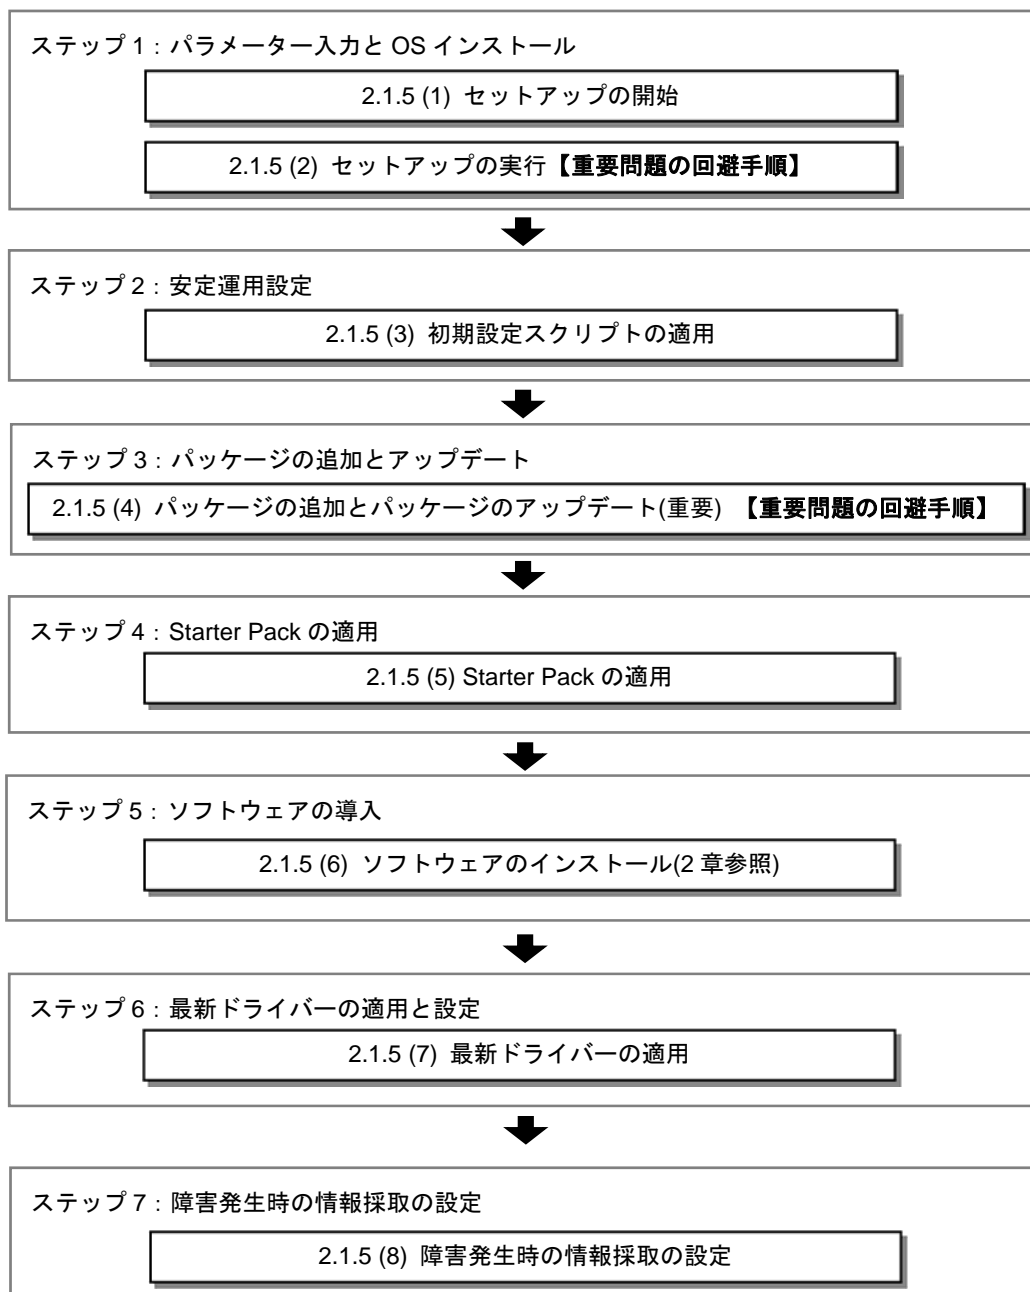 ステップ 1：パラメーター入力と OS インストール
2.1.5 (1) セットアップの開始
2.1.5 (2) セットアップの実行【重要問題の回避手順】
ステップ 2：安定運用設定
2.1.5 (3) 初期設定スクリプトの適用
ステップ 3：パッケージの追加とアップデート
2.1.5 (4) パッケージの追加とパッケージのアップデート(重要) 【重要問題の回避手順】
ステップ 4：Starter Pack の適用
2.1.5 (5) Starter Pack の適用
ステップ 5：ソフトウェアの導入
2.1.5 (6) ソフトウェアのインストール(2 章参照)
ステップ 6：最新ドライバーの適用と設定
2.1.5 (7) 最新ドライバーの適用
ステップ 7：障害発生時の情報採取の設定
2.1.5 (8) 障害発生時の情報採取の設定